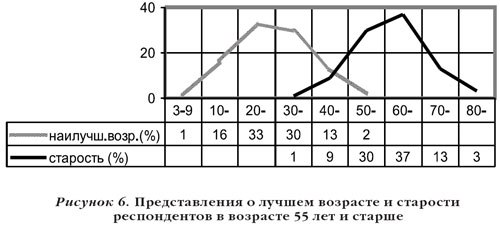 40
20
0
3-9 10- 20- 30- 40- 50- 60- 70- 80-
наилучш.возр.(%) 1 16 33 30 13 2
старость (%) 1 9 30 37 13 3
Рисунок 6. Представления о лучшем возрасте и старости
респондентов в возрасте 55 лет и старше